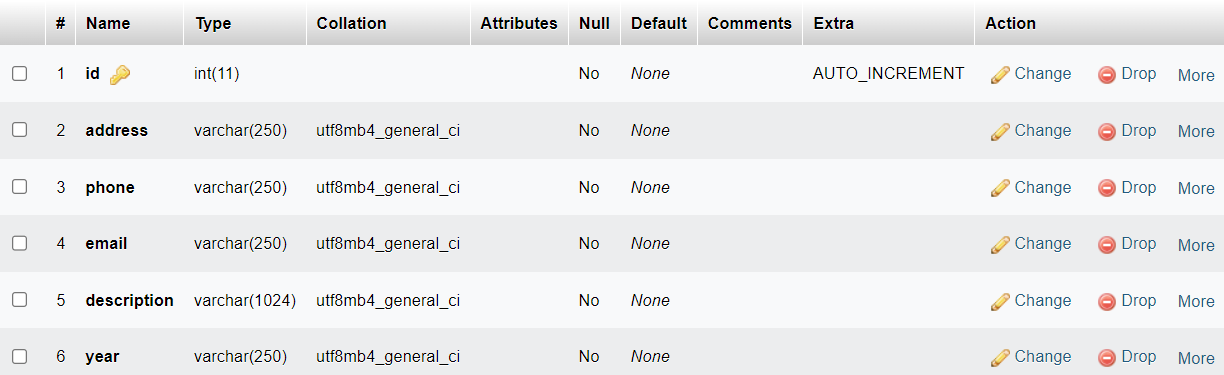 # Name Type Collation Attributes Null Default Comments Extra Action
1 id int(11) No None AUTO_INCREMENT Change Drop More
2 address varchar(250) utf8mb4_general_ci No None Change Drop More
3 phone varchar(250) utf8mb4_general_ci No None Change Drop More
4 email varchar(250) utf8mb4_general_ci No None Change Drop More
5 description varchar(1024) utf8mb4_general_ci No None Change Drop More
6 year varchar(250) utf8mb4_general_ci No None Change Drop More